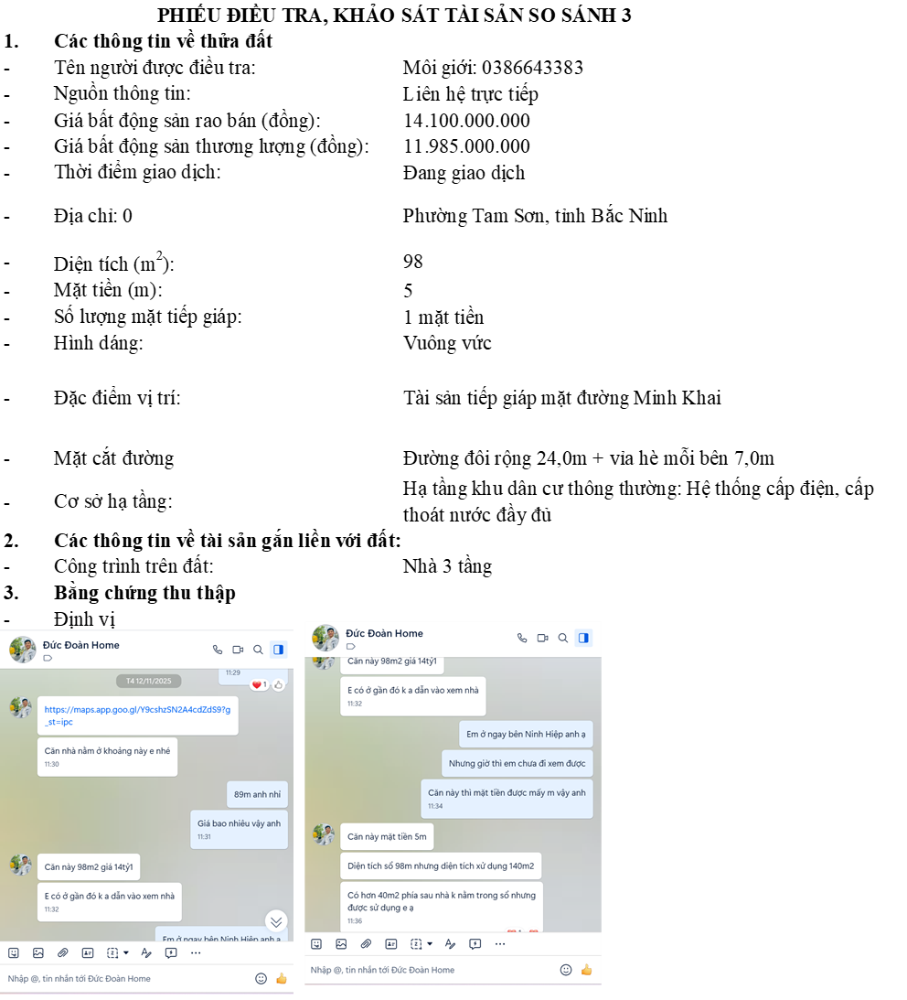 PHIẾU ĐIỀU TRA, KHẢO SÁT TÀI SẢN SO SÁNH 3
1. Các thông tin về thửa đất
- Tên người được điều tra: Môi giới: 0386643383
- Nguồn thông tin: Liên hệ trực tiếp
- Giá bất động sản rao bán (đồng): 14.100.000.000
- Giá bất động sản thương lượng (đồng): 11.985.000.000
- Thời điểm giao dịch: Đang giao dịch
- Địa chỉ: 0 Phường Tam Sơn, tỉnh Bắc Ninh
- Diện tích (m2): 98
- Mặt tiền (m): 5
- Số lượng mặt tiếp giáp: 1 mặt tiền
- Hình dáng: Vuông vức
- Đặc điểm vị trí: Tài sản tiếp giáp mặt đường Minh Khai
- Mặt cắt đường Đường đôi rộng 24,0m + vỉa hè mỗi bên 7,0m
- Cơ sở hạ tầng: Hạ tầng khu dân cư thông thường: Hệ thống cấp điện, cấp
thoát nước đầy đủ
2. Các thông tin về tài sản gắn liền với đất:
- Công trình trên đất: Nhà 3 tầng
3. Bằng chứng thu thập
- Định vị
Đức Đoàn Home
11:29
T4 12/11/2025
1
https://maps.app.goo.gl/Y9cshzSN2A4cdZdS9?g
_st=ipc
Căn nhà nằm ở khoảng này e nhé
11:30
89m anh nhỉ
Giá bao nhiêu vậy anh
11:31
Căn này 98m2 giá 14tỷ1
E có ở gần đó k a dẫn vào xem nhà
11:32
Em ở ngay bên Ninh Hiệp anh ạ
Nhập @, tin nhắn tới Đức Đoàn Home
Đức Đoàn Home
Căn này 98m2 giá 14tỷ1
E có ở gần đó k a dẫn vào xem nhà
11:32
Em ở ngay bên Ninh Hiệp anh ạ
Nhưng giờ thì em chưa đi xem được
Căn này thì mặt tiền được mấy m vậy anh
11:34
Căn này mặt tiền 5m
Diện tích sổ 98m nhưng diện tích xử dụng 140m2
Có hơn 40m2 phía sau nhà k nằm trong sổ nhưng
được sử dụng e ạ
11:36
Nhập @, tin nhắn tới Đức Đoàn Home